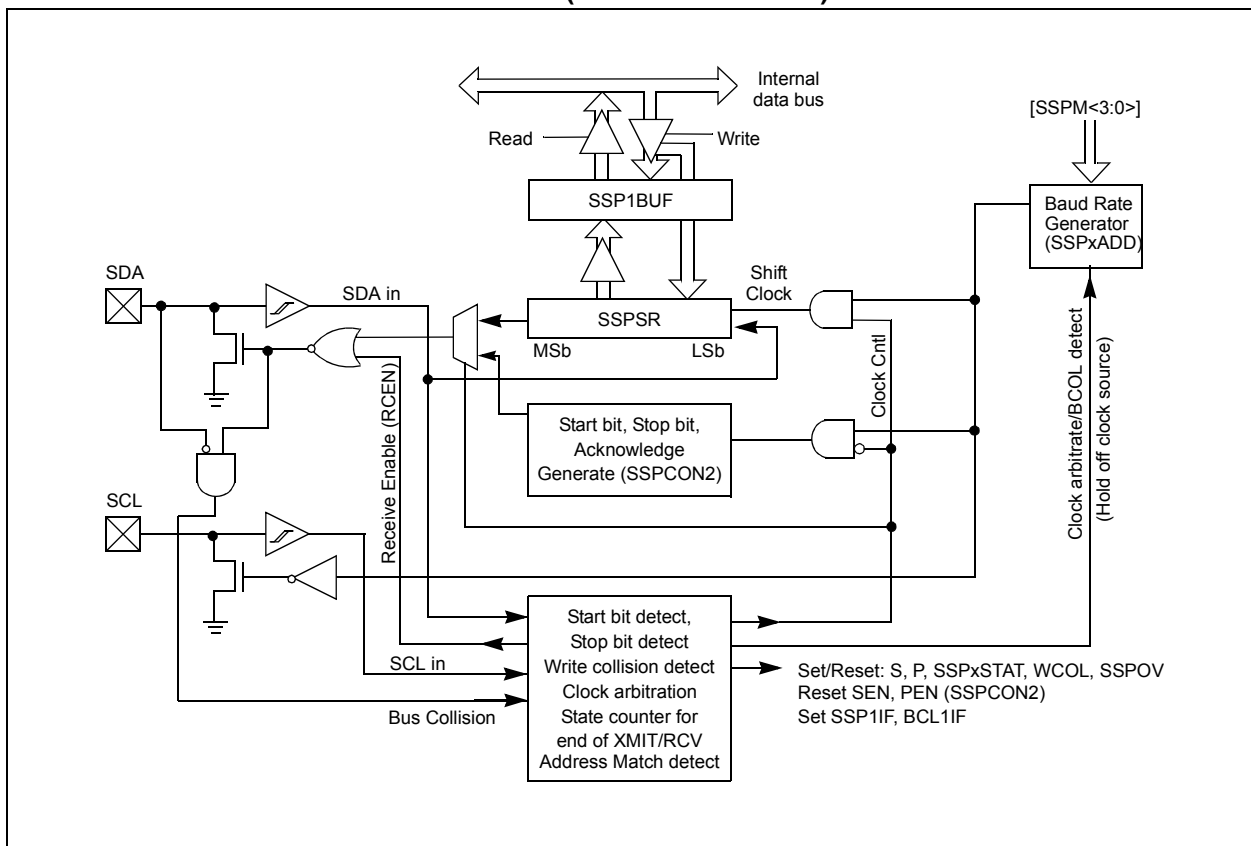 Internal
data bus
[SSPM<3:0>]
Read
Write
SSP1BUF
Baud Rate
Generator
(SSPxADD)
SDA
Shift
Clock
SDA in
SSPSR
MSb
LSb
Clock Cntl
Clock arbitrate/BCOL detect
(Hold off clock source)
Start bit, Stop bit,
Acknowledge
Generate (SSPCON2)
Receive Enable (RCEN)
SCL
Start bit detect,
Stop bit detect
Write collision detect
Clock arbitration
State counter for
end of XMIT/RCV
Address Match detect
SCL in
Bus Collision
Set/Reset: S, P, SSPxSTAT, WCOL, SSPOV
Reset SEN, PEN (SSPCON2)
Set SSP1IF, BCL1IF